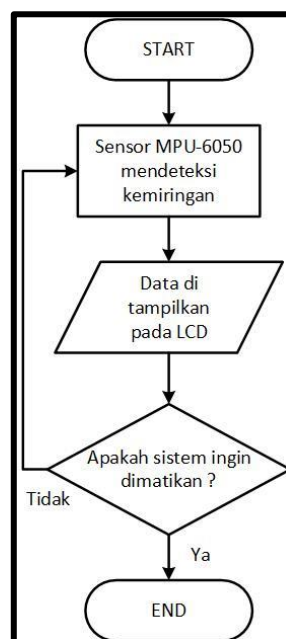 START
Sensor MPU-6050
mendeteksi
kemiringan
Data di
tampilkan
pada LCD
Apakah sistem ingin
dimatikan ?
Tidak
Ya
END